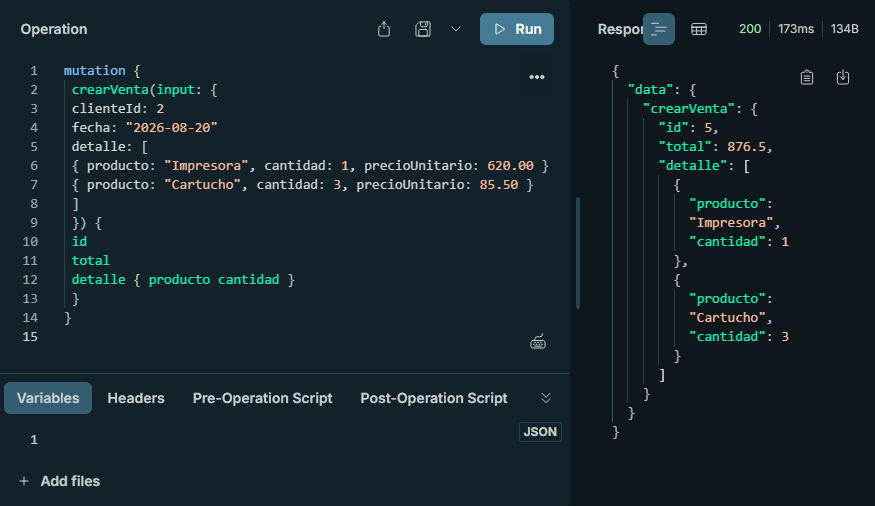 Operation
Run
1 mutation {
2 crearVenta(input: {
3 clienteId: 2
4 fecha: "2026-08-20"
5 detalle: [
6 { producto: "Impresora", cantidad: 1, precioUnitario: 620.00 }
7 { producto: "Cartucho", cantidad: 3, precioUnitario: 85.50 }
8 ]
9 }) {
10 id
11 total
12 detalle { producto cantidad }
13 }
14 }
15
Variables Headers Pre-Operation Script Post-Operation Script
1
JSON
+ Add files
Respor
200 173ms 134B
{
"data": {
"crearVenta": {
"id": 5,
"total": 876.5,
"detalle": [
{
"producto":
"Impresora",
"cantidad": 1
},
{
"producto":
"Cartucho",
"cantidad": 3
}
]
}
}
}